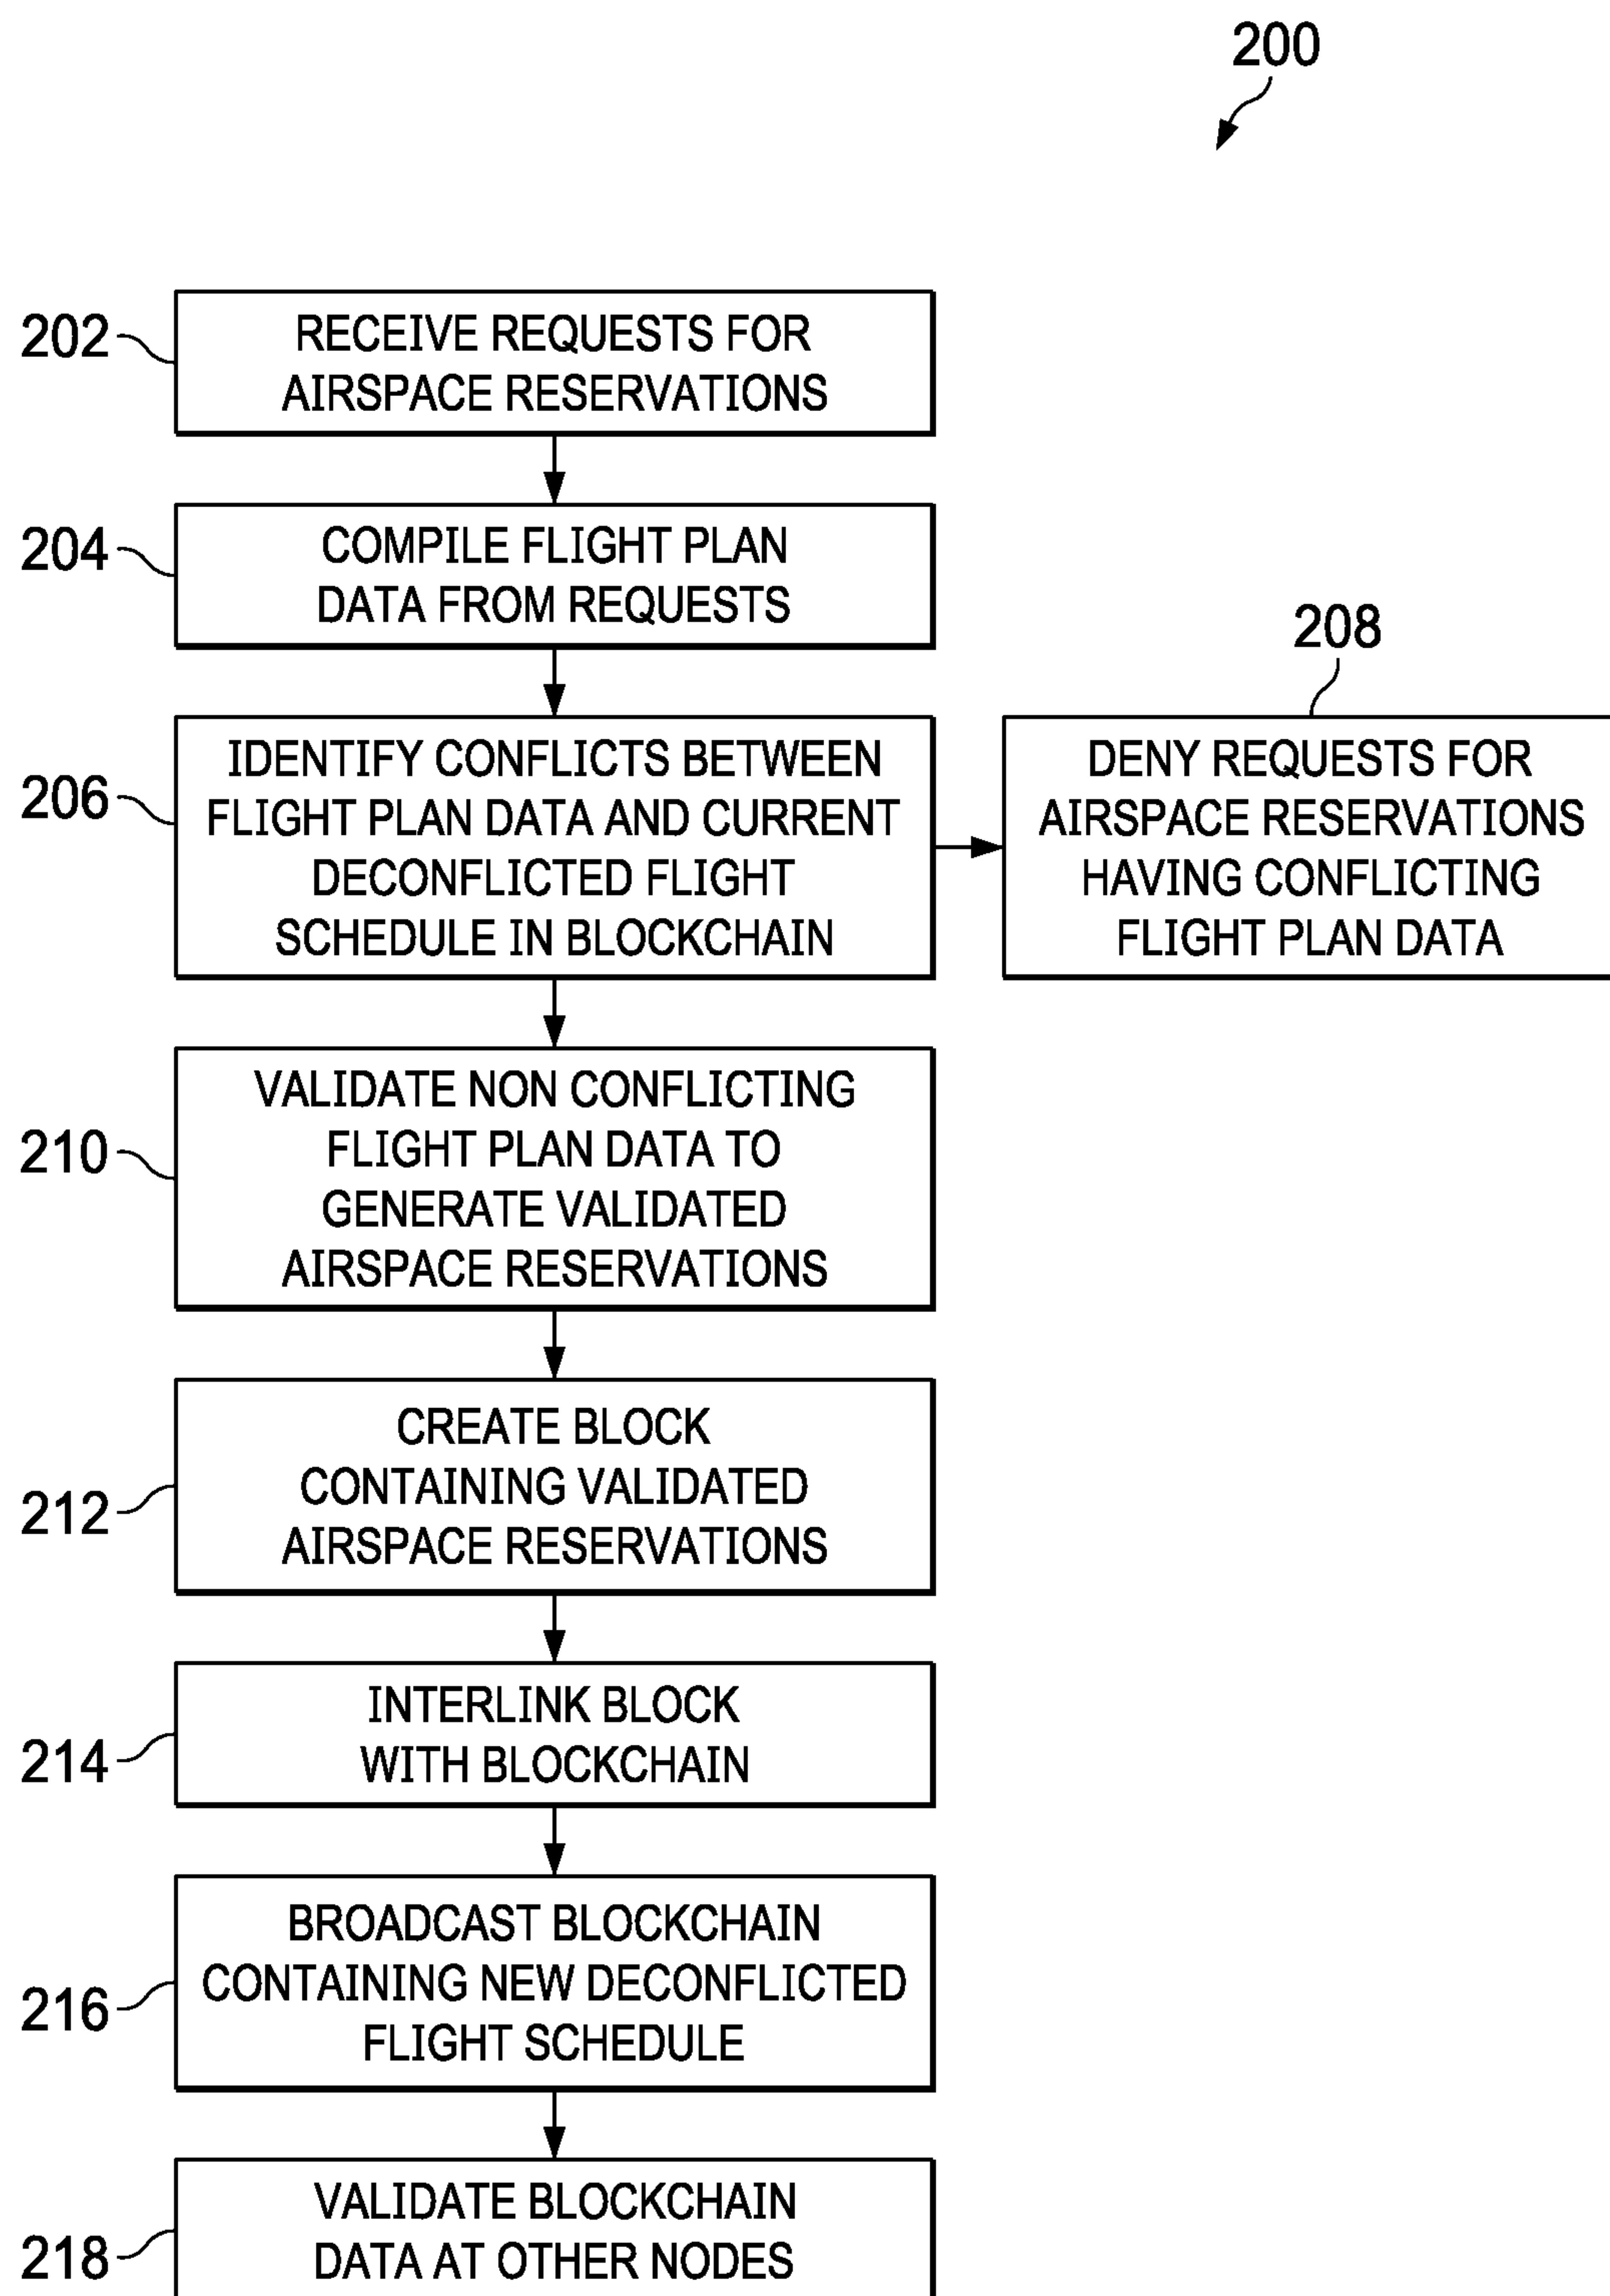 200
202
RECEIVE REQUESTS FOR
AIRSPACE RESERVATIONS
204
COMPILE FLIGHT PLAN
DATA FROM REQUESTS
206
IDENTIFY CONFLICTS BETWEEN
FLIGHT PLAN DATA AND CURRENT
DECONFLICTED FLIGHT
SCHEDULE IN BLOCKCHAIN
208
DENY REQUESTS FOR
AIRSPACE RESERVATIONS
HAVING CONFLICTING
FLIGHT PLAN DATA
210
VALIDATE NON CONFLICTING
FLIGHT PLAN DATA TO
GENERATE VALIDATED
AIRSPACE RESERVATIONS
212
CREATE BLOCK
CONTAINING VALIDATED
AIRSPACE RESERVATIONS
214
INTERLINK BLOCK
WITH BLOCKCHAIN
216
BROADCAST BLOCKCHAIN
CONTAINING NEW DECONFLICTED
FLIGHT SCHEDULE
218
VALIDATE BLOCKCHAIN
DATA AT OTHER NODES